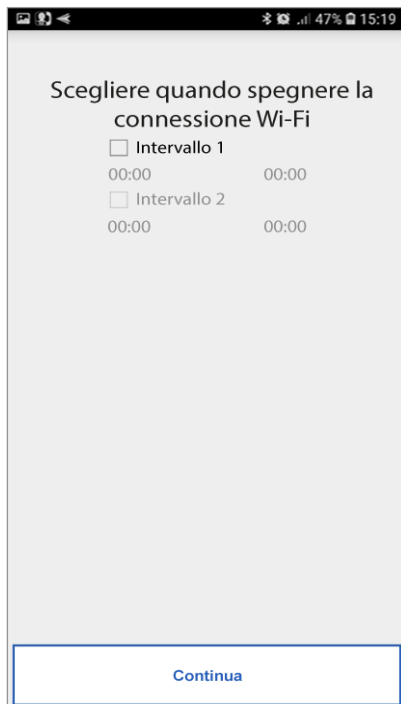 47% 15:19
Scegliere quando spegnere la
connessione Wi-Fi
Intervallo 1
00:00 00:00
Intervallo 2
00:00 00:00
Continua